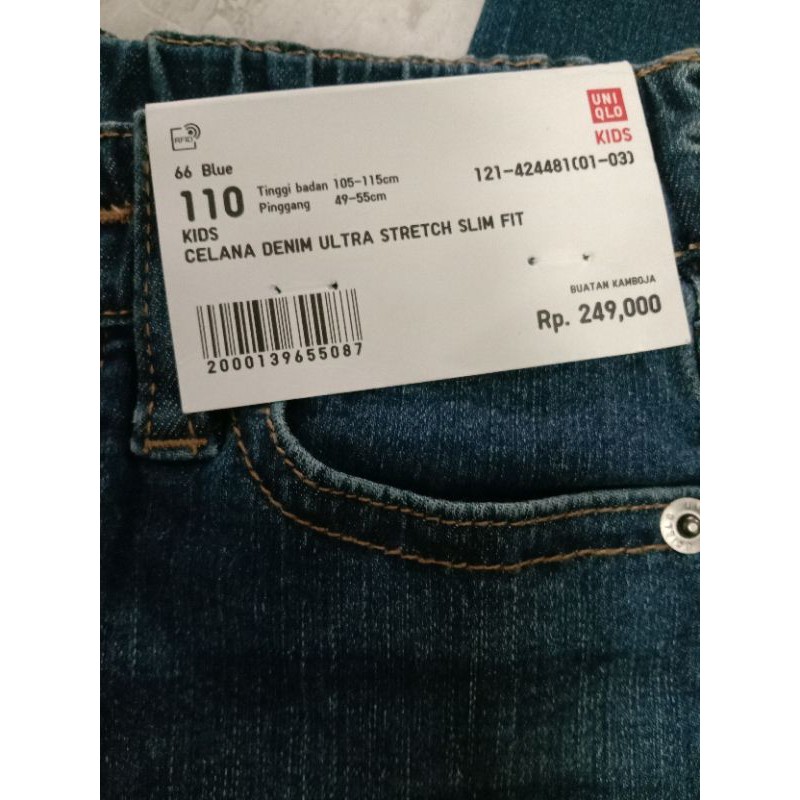 UNI
QLO
KIDS
RFID
66 Blue
121-424481(01-03)
110
Tinggi badan 105-115cm
Pinggang 49-55cm
KIDS
CELANA DENIM ULTRA STRETCH SLIM FIT
BUATAN KAMBOJA
Rp. 249,000
2000139655087